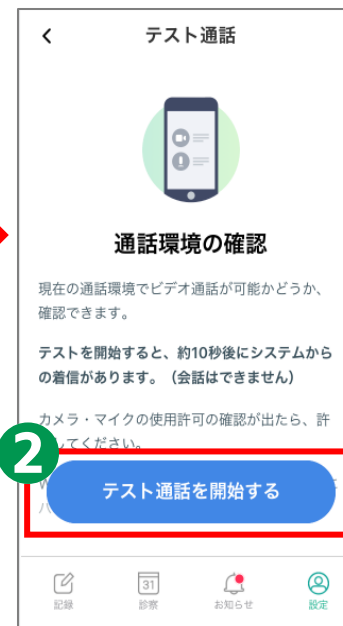 テスト通話
通話環境の確認
現在の通話環境でビデオ通話が可能かどうか、
確認できます。
テストを開始すると、約10秒後にシステムから
の着信があります。（会話はできません）
カメラ・マイクの使用許可の確認が出たら、許
してください。
2
テスト通話を開始する
31
記録
診察
お知らせ
設定